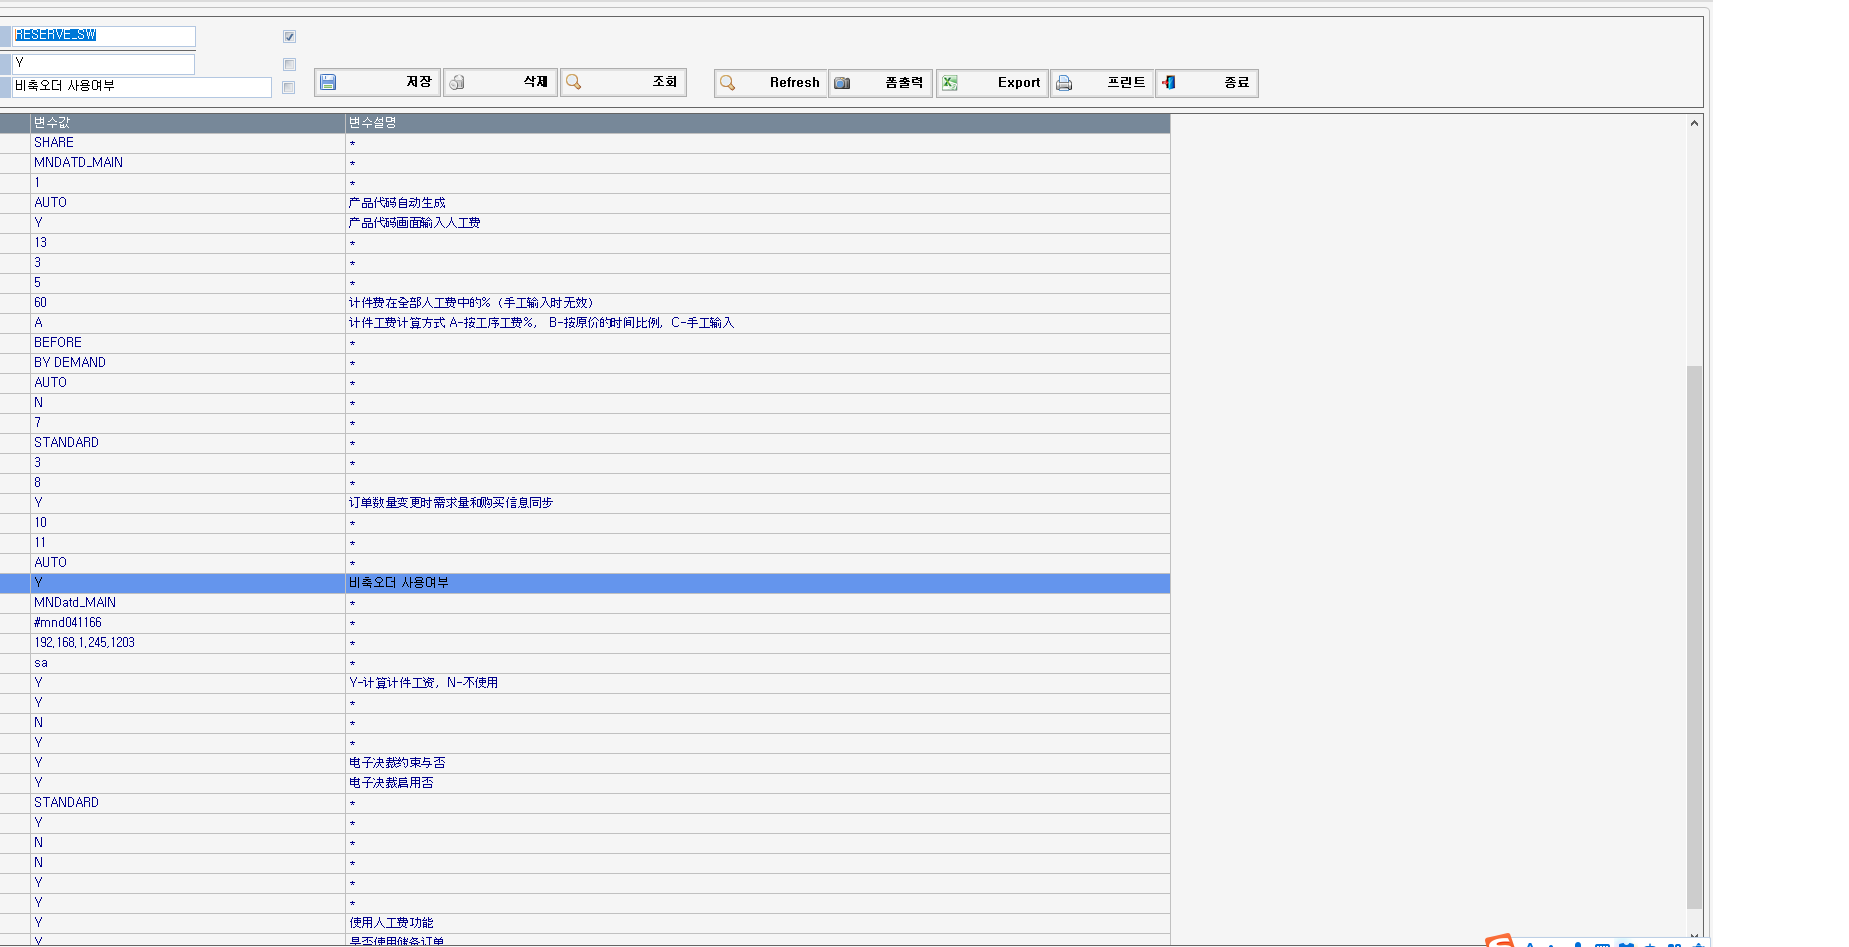 RESERVE_SW
Y
비축오더 사용여부
저장 삭제 조회 Refresh 폼출력 Export 프린트 종료
변수값 변수설명
SHARE *
MNDATD_MAIN *
1 *
AUTO 产品代码自动生成
Y 产品代码画面输入人工费
13 *
3 *
5 *
60 计件费在全部人工费中的%（手工输入时无效）
A 计件工费计算方式 A-按工序工费%， B-按原价的时间比例，C-手工输入
BEFORE *
BY DEMAND *
AUTO *
N *
7 *
STANDARD *
3 *
8 *
Y 订单数量变更时需求量和购买信息同步
10 *
11 *
AUTO *
Y 비축오더 사용여부
MNDatd_MAIN *
#mnd041166 *
192,168,1,245,1203 *
sa *
Y Y-计算计件工资，N-不使用
Y *
N *
Y *
Y 电子决裁约束与否
Y 电子决裁启用否
STANDARD *
Y *
N *
N *
Y *
Y *
Y 使用人工费功能
Y 是否使用储备订单